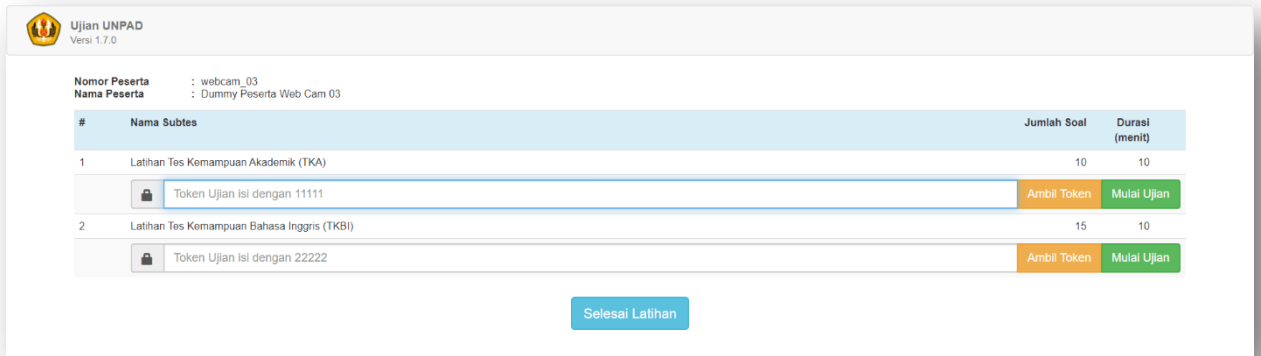 Ujian UNPAD
Versi 1.7.0
Nomor Peserta : webcam_03
Nama Peserta : Dummy Peserta Web Cam 03
# Nama Subtes Jumlah Soal Durasi (menit)
1 Latihan Tes Kemampuan Akademik (TKA) 10 10
Token Ujian isi dengan 11111 Ambil Token Mulai Ujian
2 Latihan Tes Kemampuan Bahasa Inggris (TKBI) 15 10
Token Ujian isi dengan 22222 Ambil Token Mulai Ujian
Selesai Latihan